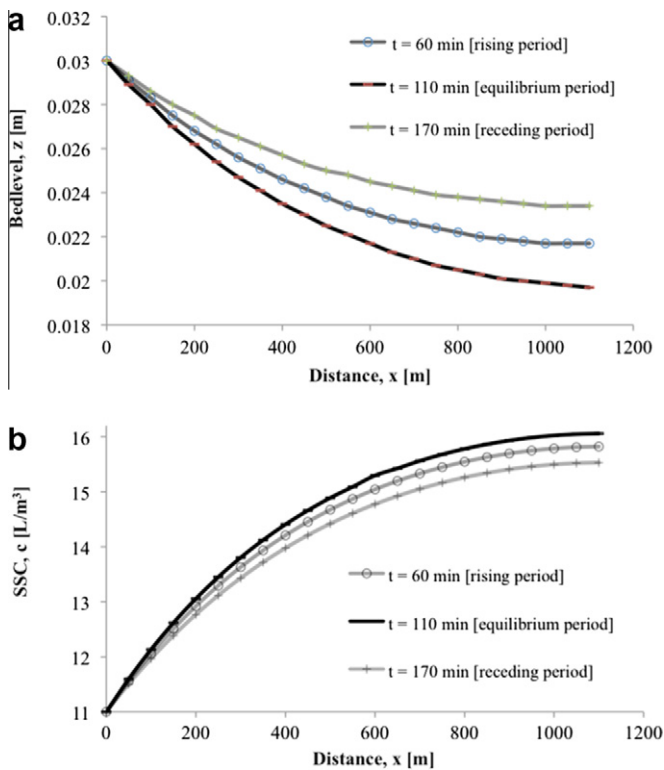 a
0.032
0.03
0.028
0.026
0.024
0.022
0.02
0.018
Bedlevel, z [m]
t = 60 min [rising period]
t = 110 min [equilibrium period]
t = 170 min [receding period]
0 200 400 600 800 1000 1200
Distance, x [m]
b
16
15
14
13
12
11
SSC, c [L/m³]
t = 60 min [rising period]
t = 110 min [equilibrium period]
t = 170 min [receding period]
0 200 400 600 800 1000 1200
Distance, x [m]